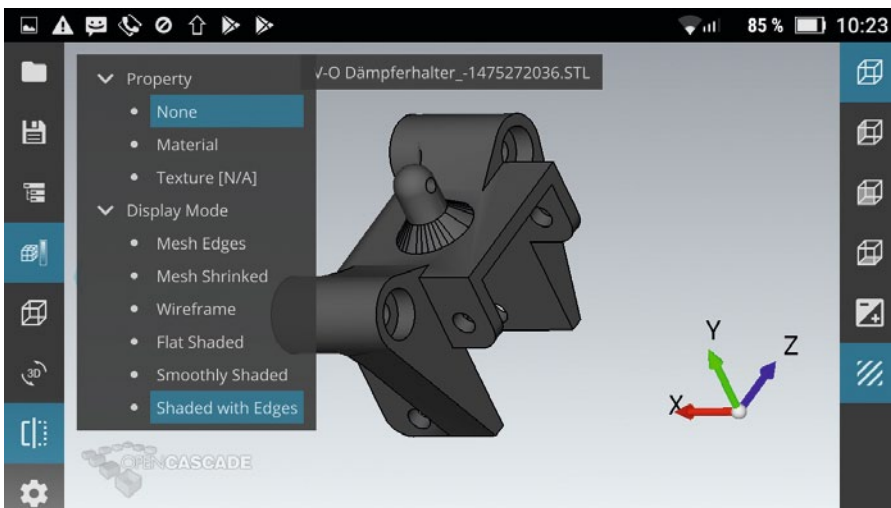 85 % 10:23
Property
-O Dämpferhalter_-1475272036.STL
None
Material
Texture [N/A]
Display Mode
Mesh Edges
Mesh Shrinked
Wireframe
Flat Shaded
Smoothly Shaded
Shaded with Edges
3D
Y
Z
X
OPEN CASCADE